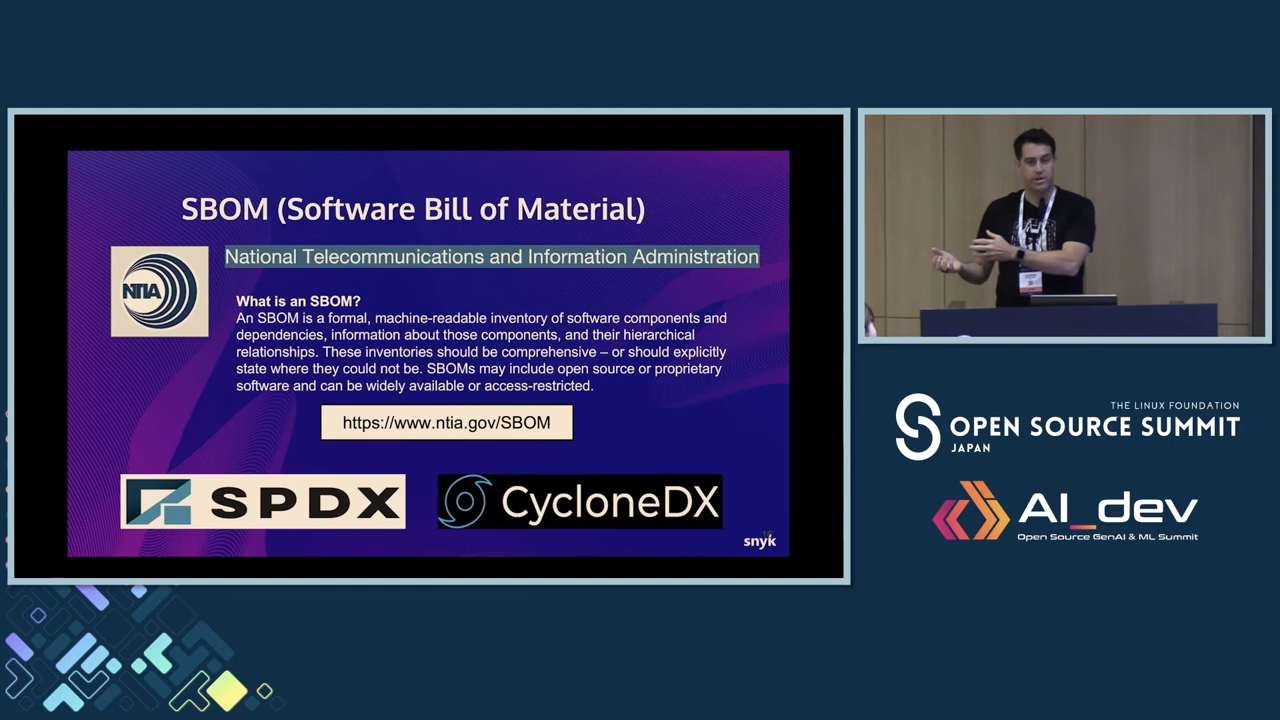 SBOM (Software Bill of Material)
NTIA
National Telecommunications and Information Administration
What is an SBOM?
An SBOM is a formal, machine-readable inventory of software components and
dependencies, information about those components, and their hierarchical
relationships. These inventories should be comprehensive – or should explicitly
state where they could not be. SBOMs may include open source or proprietary
software and can be widely available or access-restricted.
https://www.ntia.gov/SBOM
SPDX
CycloneDX
snyk
THE LINUX FOUNDATION
OPEN SOURCE SUMMIT
JAPAN
AI_dev
Open Source GenAI & ML Summit